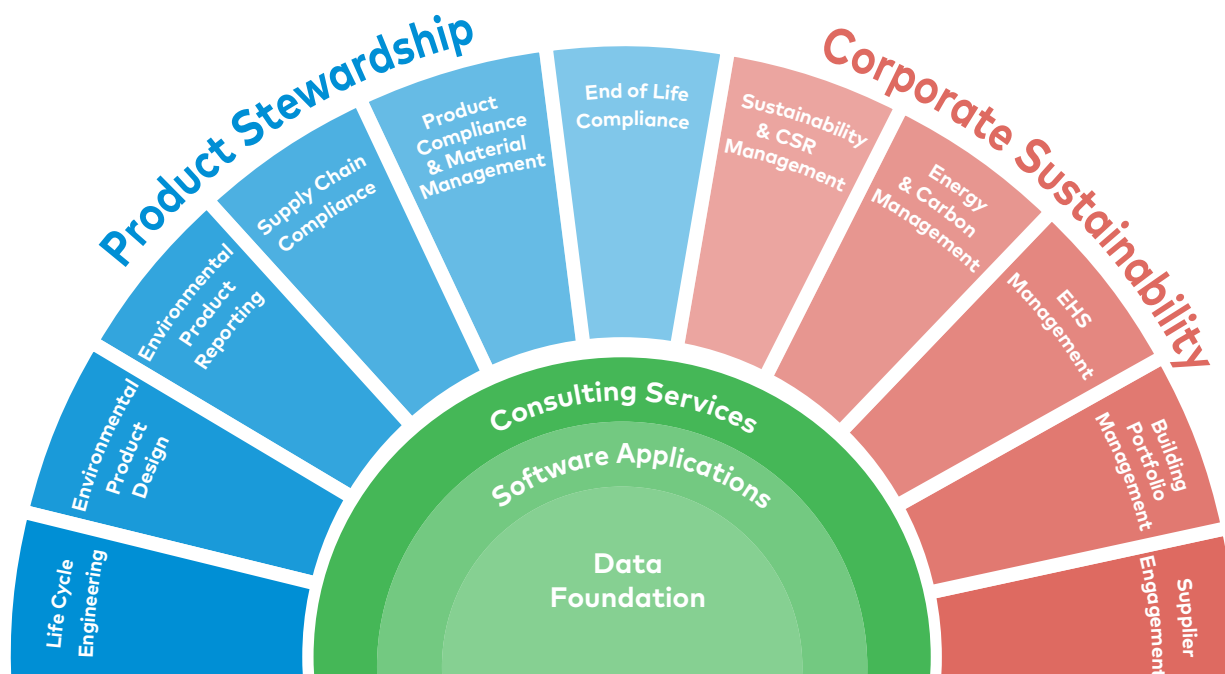 Product Stewardship
Corporate Sustainability
Life Cycle
Engineering
Environmental
Product
Design
Environmental
Product
Reporting
Supply Chain
Compliance
Product
Compliance
& Material
Management
End of Life
Compliance
Sustainability
& CSR
Management
Energy
& Carbon
Management
EHS
Management
Building
Portfolio
Management
Supplier
Engagement
Consulting Services
Software Applications
Data
Foundation